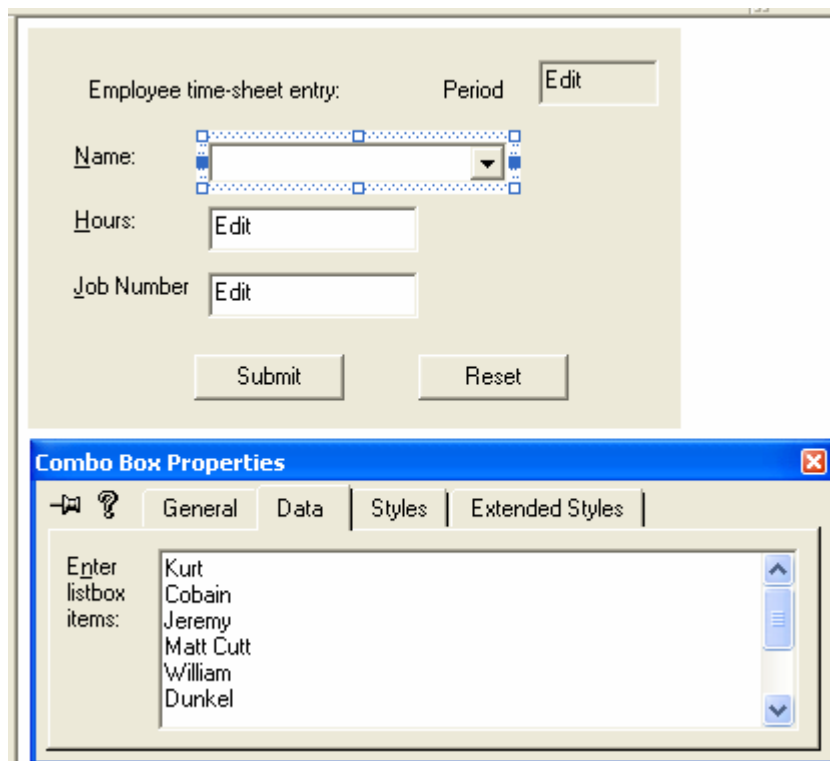 Employee time-sheet entry: Period Edit
Name:
Hours: Edit
Job Number Edit
Submit Reset
Combo Box Properties
General Data Styles Extended Styles
Enter listbox items:
Kurt
Cobain
Jeremy
Matt Cutt
William
Dunkel